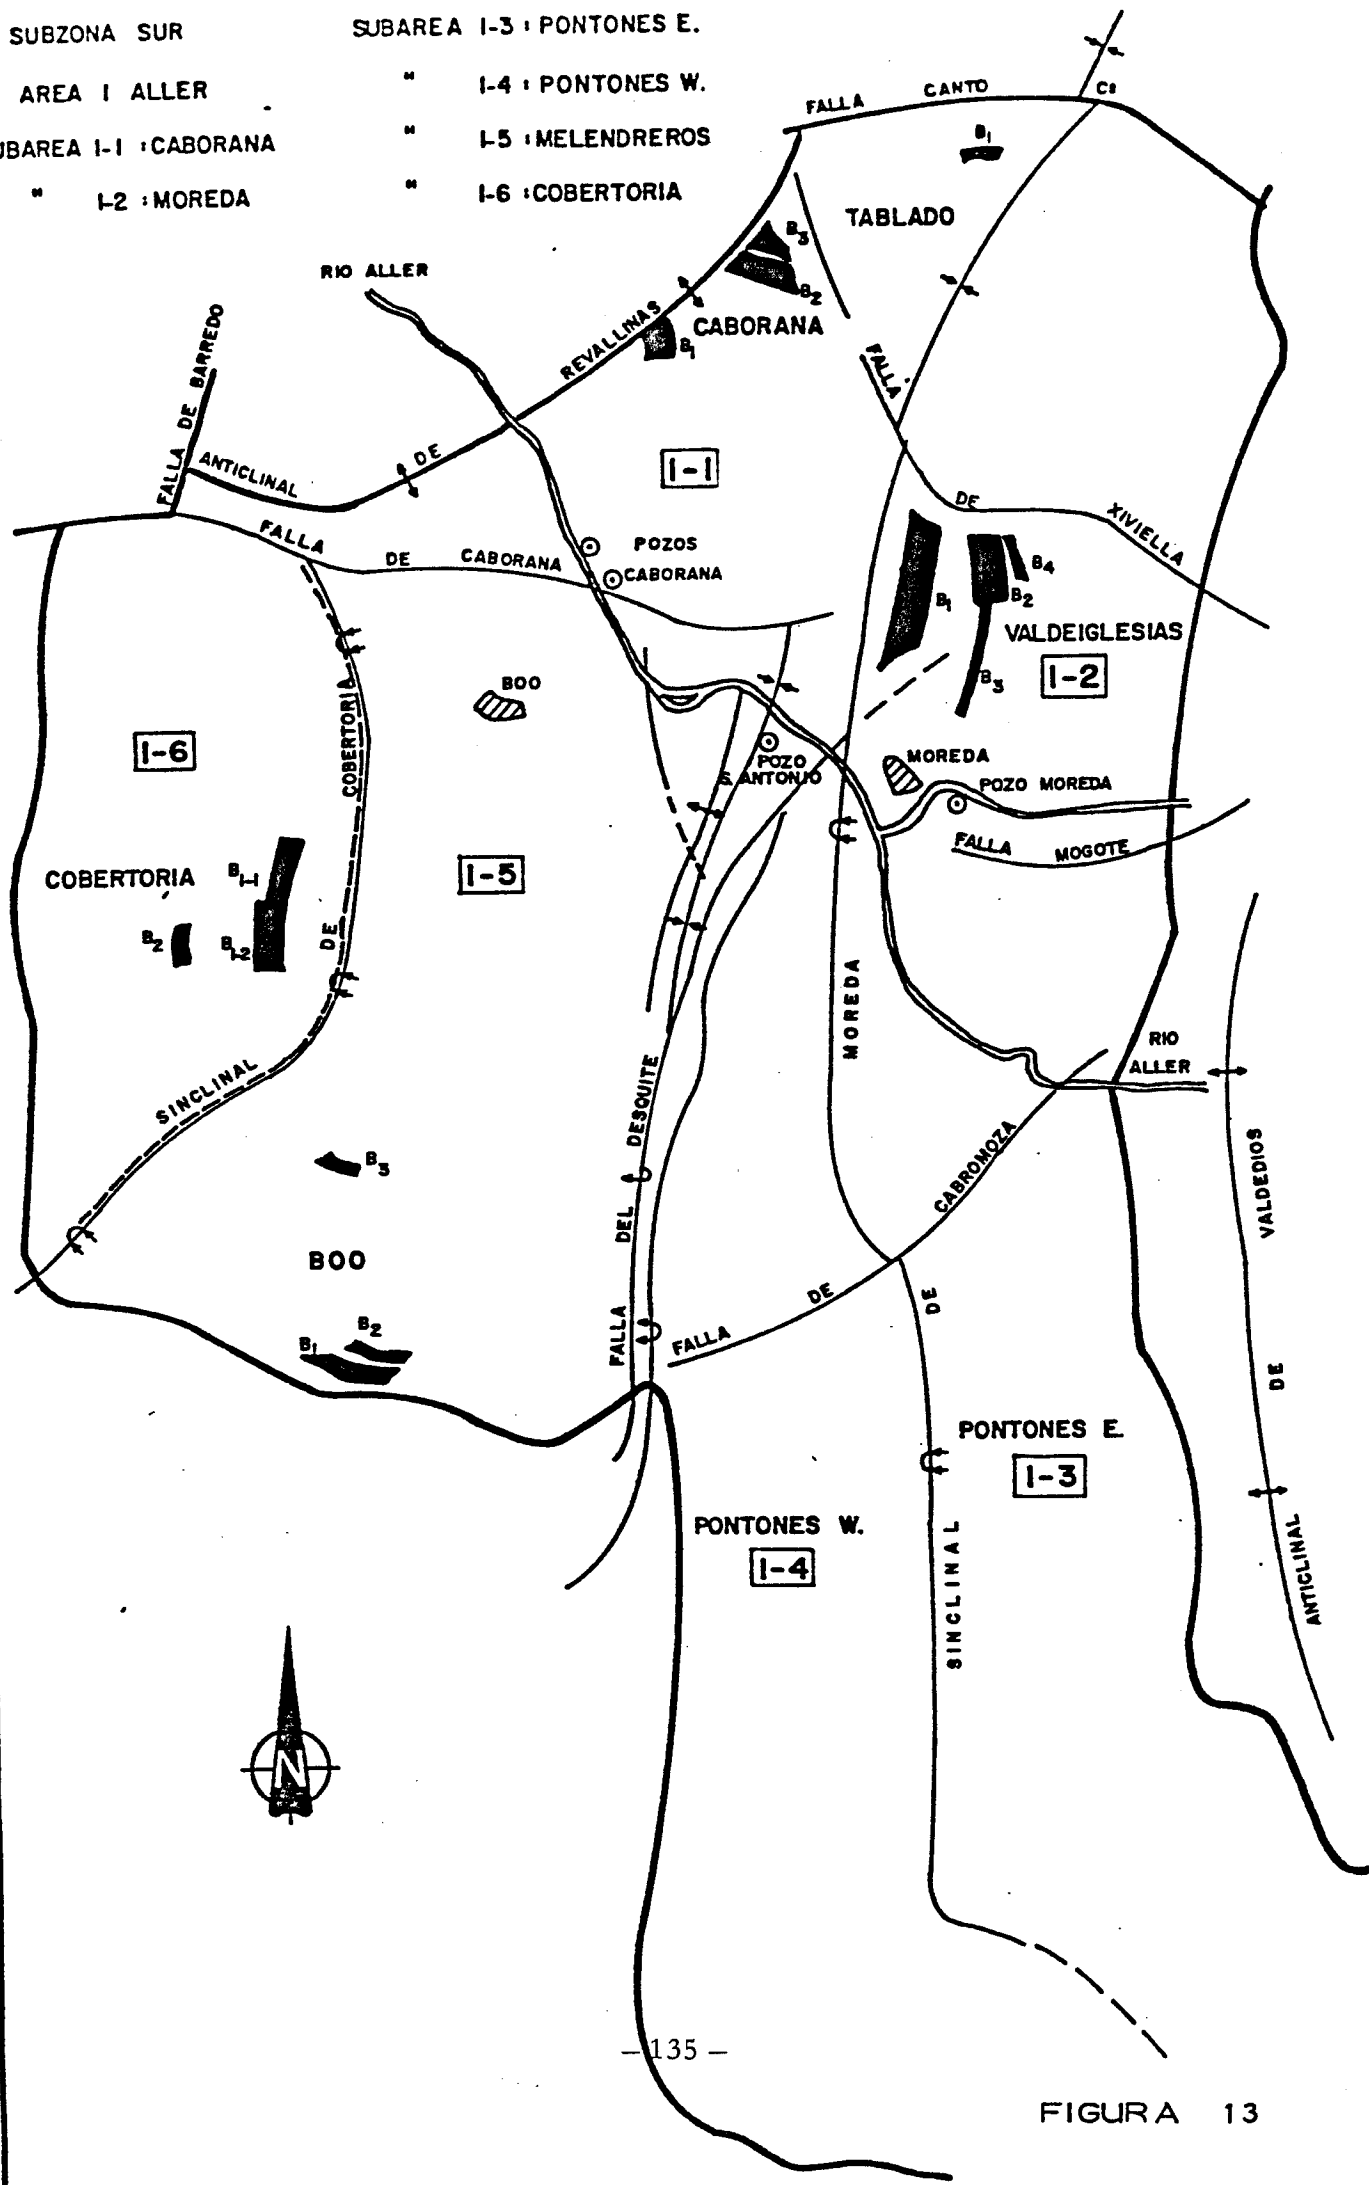 SUBZONA SUR
AREA I ALLER
UBAREA I-1 : CABORANA
" I-2 : MOREDA
SUBAREA I-3 : PONTONES E.
" I-4 : PONTONES W.
" I-5 : MELENDREROS
" I-6 : COBERTORIA
FALLA CANTO Cs
B1
TABLADO
B3
B2
RIO ALLER
CABORANA
B1
FALLA DE BARREDO
ANTICLINAL DE REVALLINAS
I-1
FALLA DE XIVIELLA
FALLA DE CABORANA
POZOS
CABORANA
B1
B4
B2
B3
VALDEIGLESIAS
I-2
BOO
I-6
POZO
S. ANTONIO
MOREDA
POZO MOREDA
FALLA MOGOTE
COBERTORIA
B1-1
B2
B1-2
I-5
SINCLINAL DE COBERTORIA
RIO
ALLER
B3
BOO
B1
B2
FALLA DEL DESQUITE
FALLA DE CABROMOZA
SINCLINAL DE MOREDA
ANTICLINAL DE VALDEDIOS
PONTONES E.
I-3
PONTONES W.
I-4
N
– 135 –
FIGURA 13